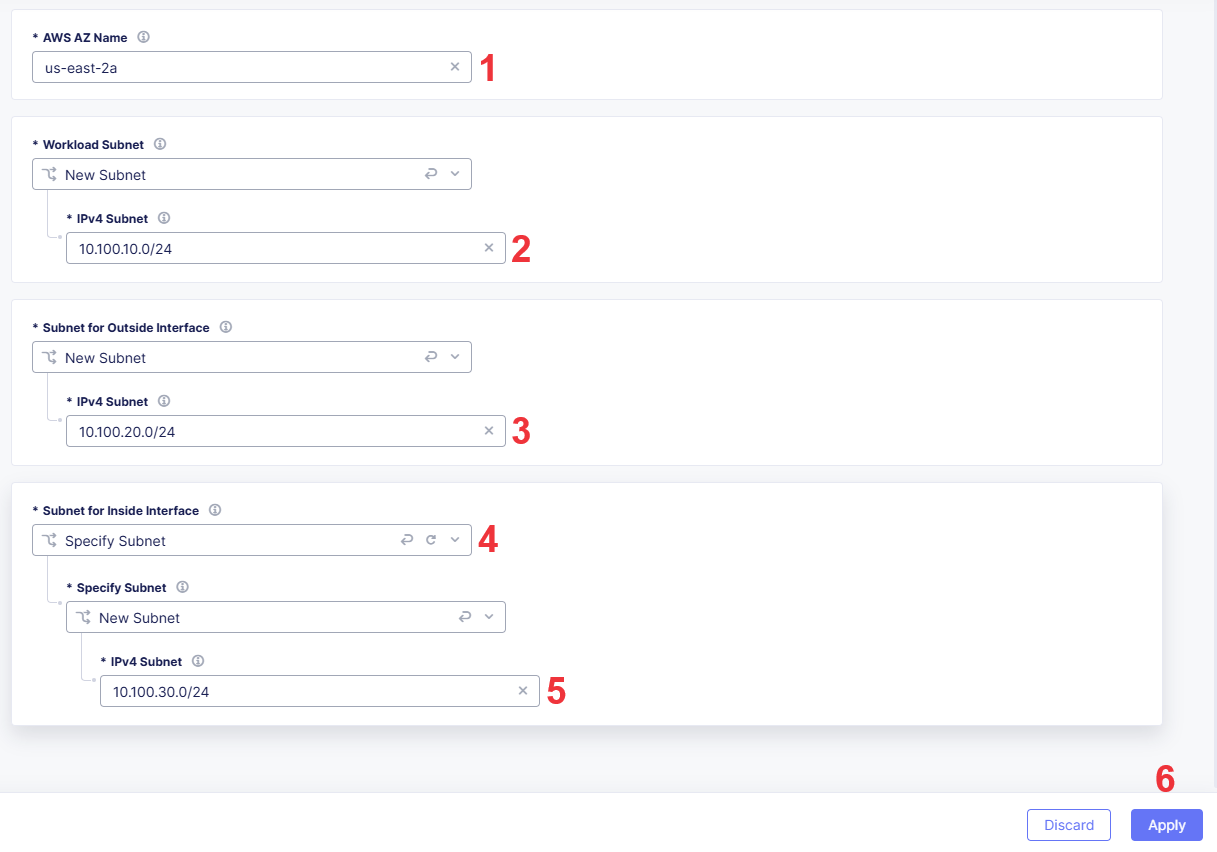 * AWS AZ Name
us-east-2a
1
* Workload Subnet
New Subnet
* IPv4 Subnet
10.100.10.0/24
2
* Subnet for Outside Interface
New Subnet
* IPv4 Subnet
10.100.20.0/24
3
* Subnet for Inside Interface
Specify Subnet
4
* Specify Subnet
New Subnet
* IPv4 Subnet
10.100.30.0/24
5
6
Discard
Apply